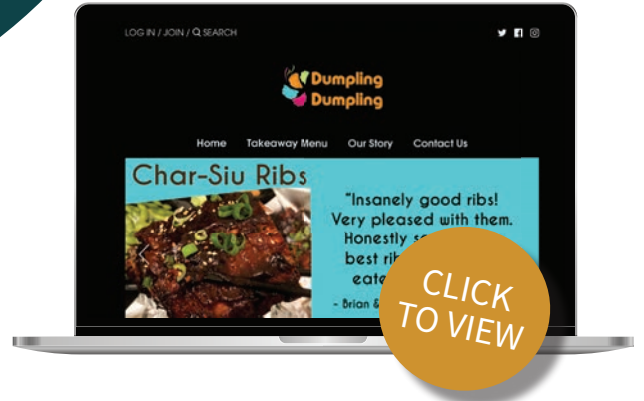 LOG IN / JOIN / SEARCH
Dumpling
Dumpling
Home Takeaway Menu Our Story Contact Us
Char-Siu Ribs
"Insanely good ribs!
Very pleased with them.
Honestly
best
- Brian &
CLICK
TO VIEW